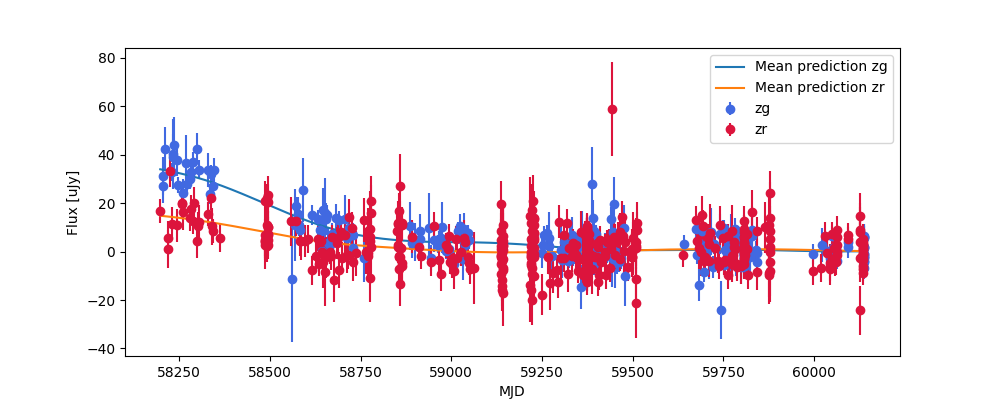 80
60
40
20
0
−20
−40
Flux [uJy]
58250
58500
58750
59000
59250
59500
59750
60000
MJD
Mean prediction zg
Mean prediction zr
zg
zr